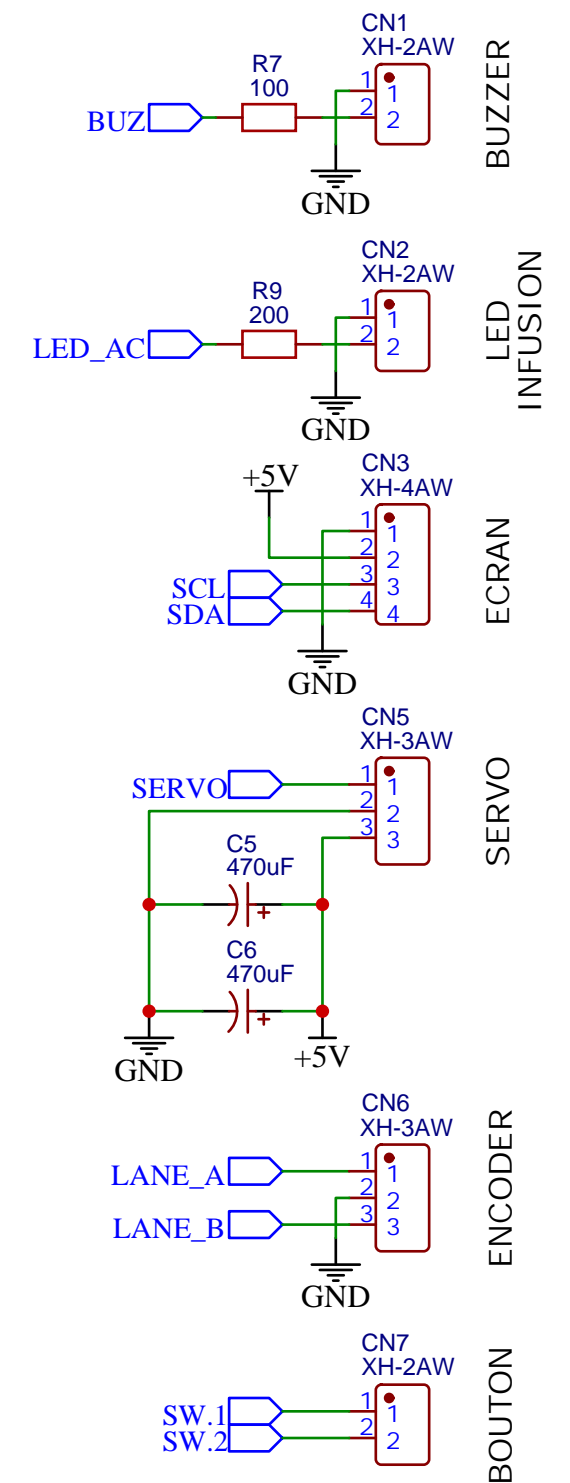 CN1
XH-2AW
R7
100
BUZ
1
2
1
2
GND
BUZZER
CN2
XH-2AW
R9
200
LED_AC
1
2
1
2
GND
LED
INFUSION
CN3
XH-4AW
+5V
1
2
3
4
1
2
3
4
SCL
SDA
GND
ECRAN
CN5
XH-3AW
SERVO
1
2
3
1
2
3
SERVO
C5
470uF
+
C6
470uF
+
GND
+5V
CN6
XH-3AW
LANE_A
LANE_B
1
2
3
1
2
3
GND
ENCODER
CN7
XH-2AW
SW.1
SW.2
1
2
1
2
BOUTON